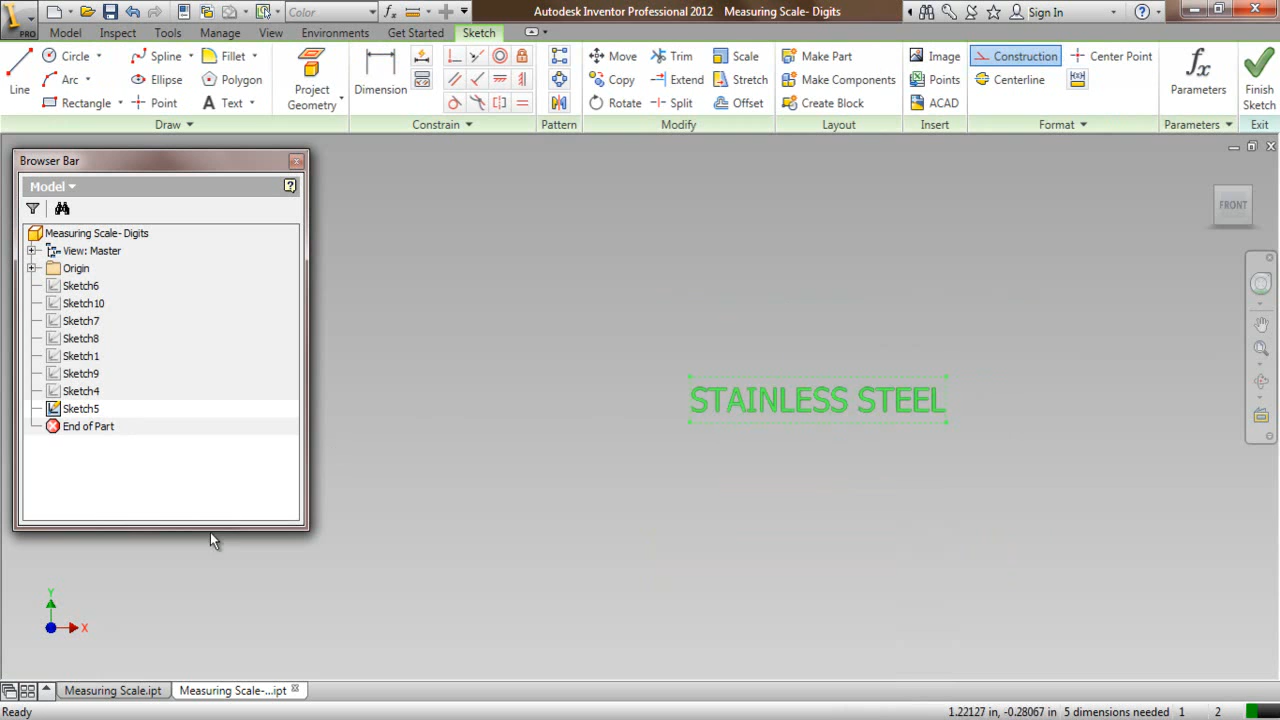 PRO
Color
Autodesk Inventor Professional 2012    Measuring Scale- Digits
Sign In
Model
Inspect
Tools
Manage
View
Environments
Get Started
Sketch
Line
Circle
Arc
Rectangle
Spline
Ellipse
Point
Fillet
Polygon
A Text
Draw
Project
Geometry
Dimension
Constrain
Pattern
Move
Copy
Rotate
Trim
Extend
Split
Scale
Stretch
Offset
Modify
Make Part
Make Components
Create Block
Layout
Image
Points
ACAD
Insert
Construction
Centerline
Center Point
Format
fx
Parameters
Parameters
Finish
Sketch
Exit
Browser Bar
Model
Measuring Scale- Digits
View: Master
Origin
Sketch6
Sketch10
Sketch7
Sketch8
Sketch1
Sketch9
Sketch4
Sketch5
End of Part
FRONT
STAINLESS STEEL
Y
X
Measuring Scale.ipt
Measuring Scale-...ipt
Ready
1.22127 in, -0.28067 in  5 dimensions needed  1  2